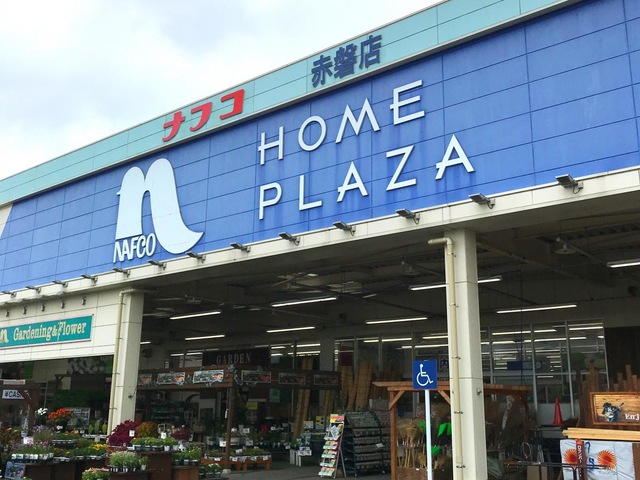 赤磐店
ナフコ
HOME
PLAZA
NAFCO
Gardening & Flower
GARDEN